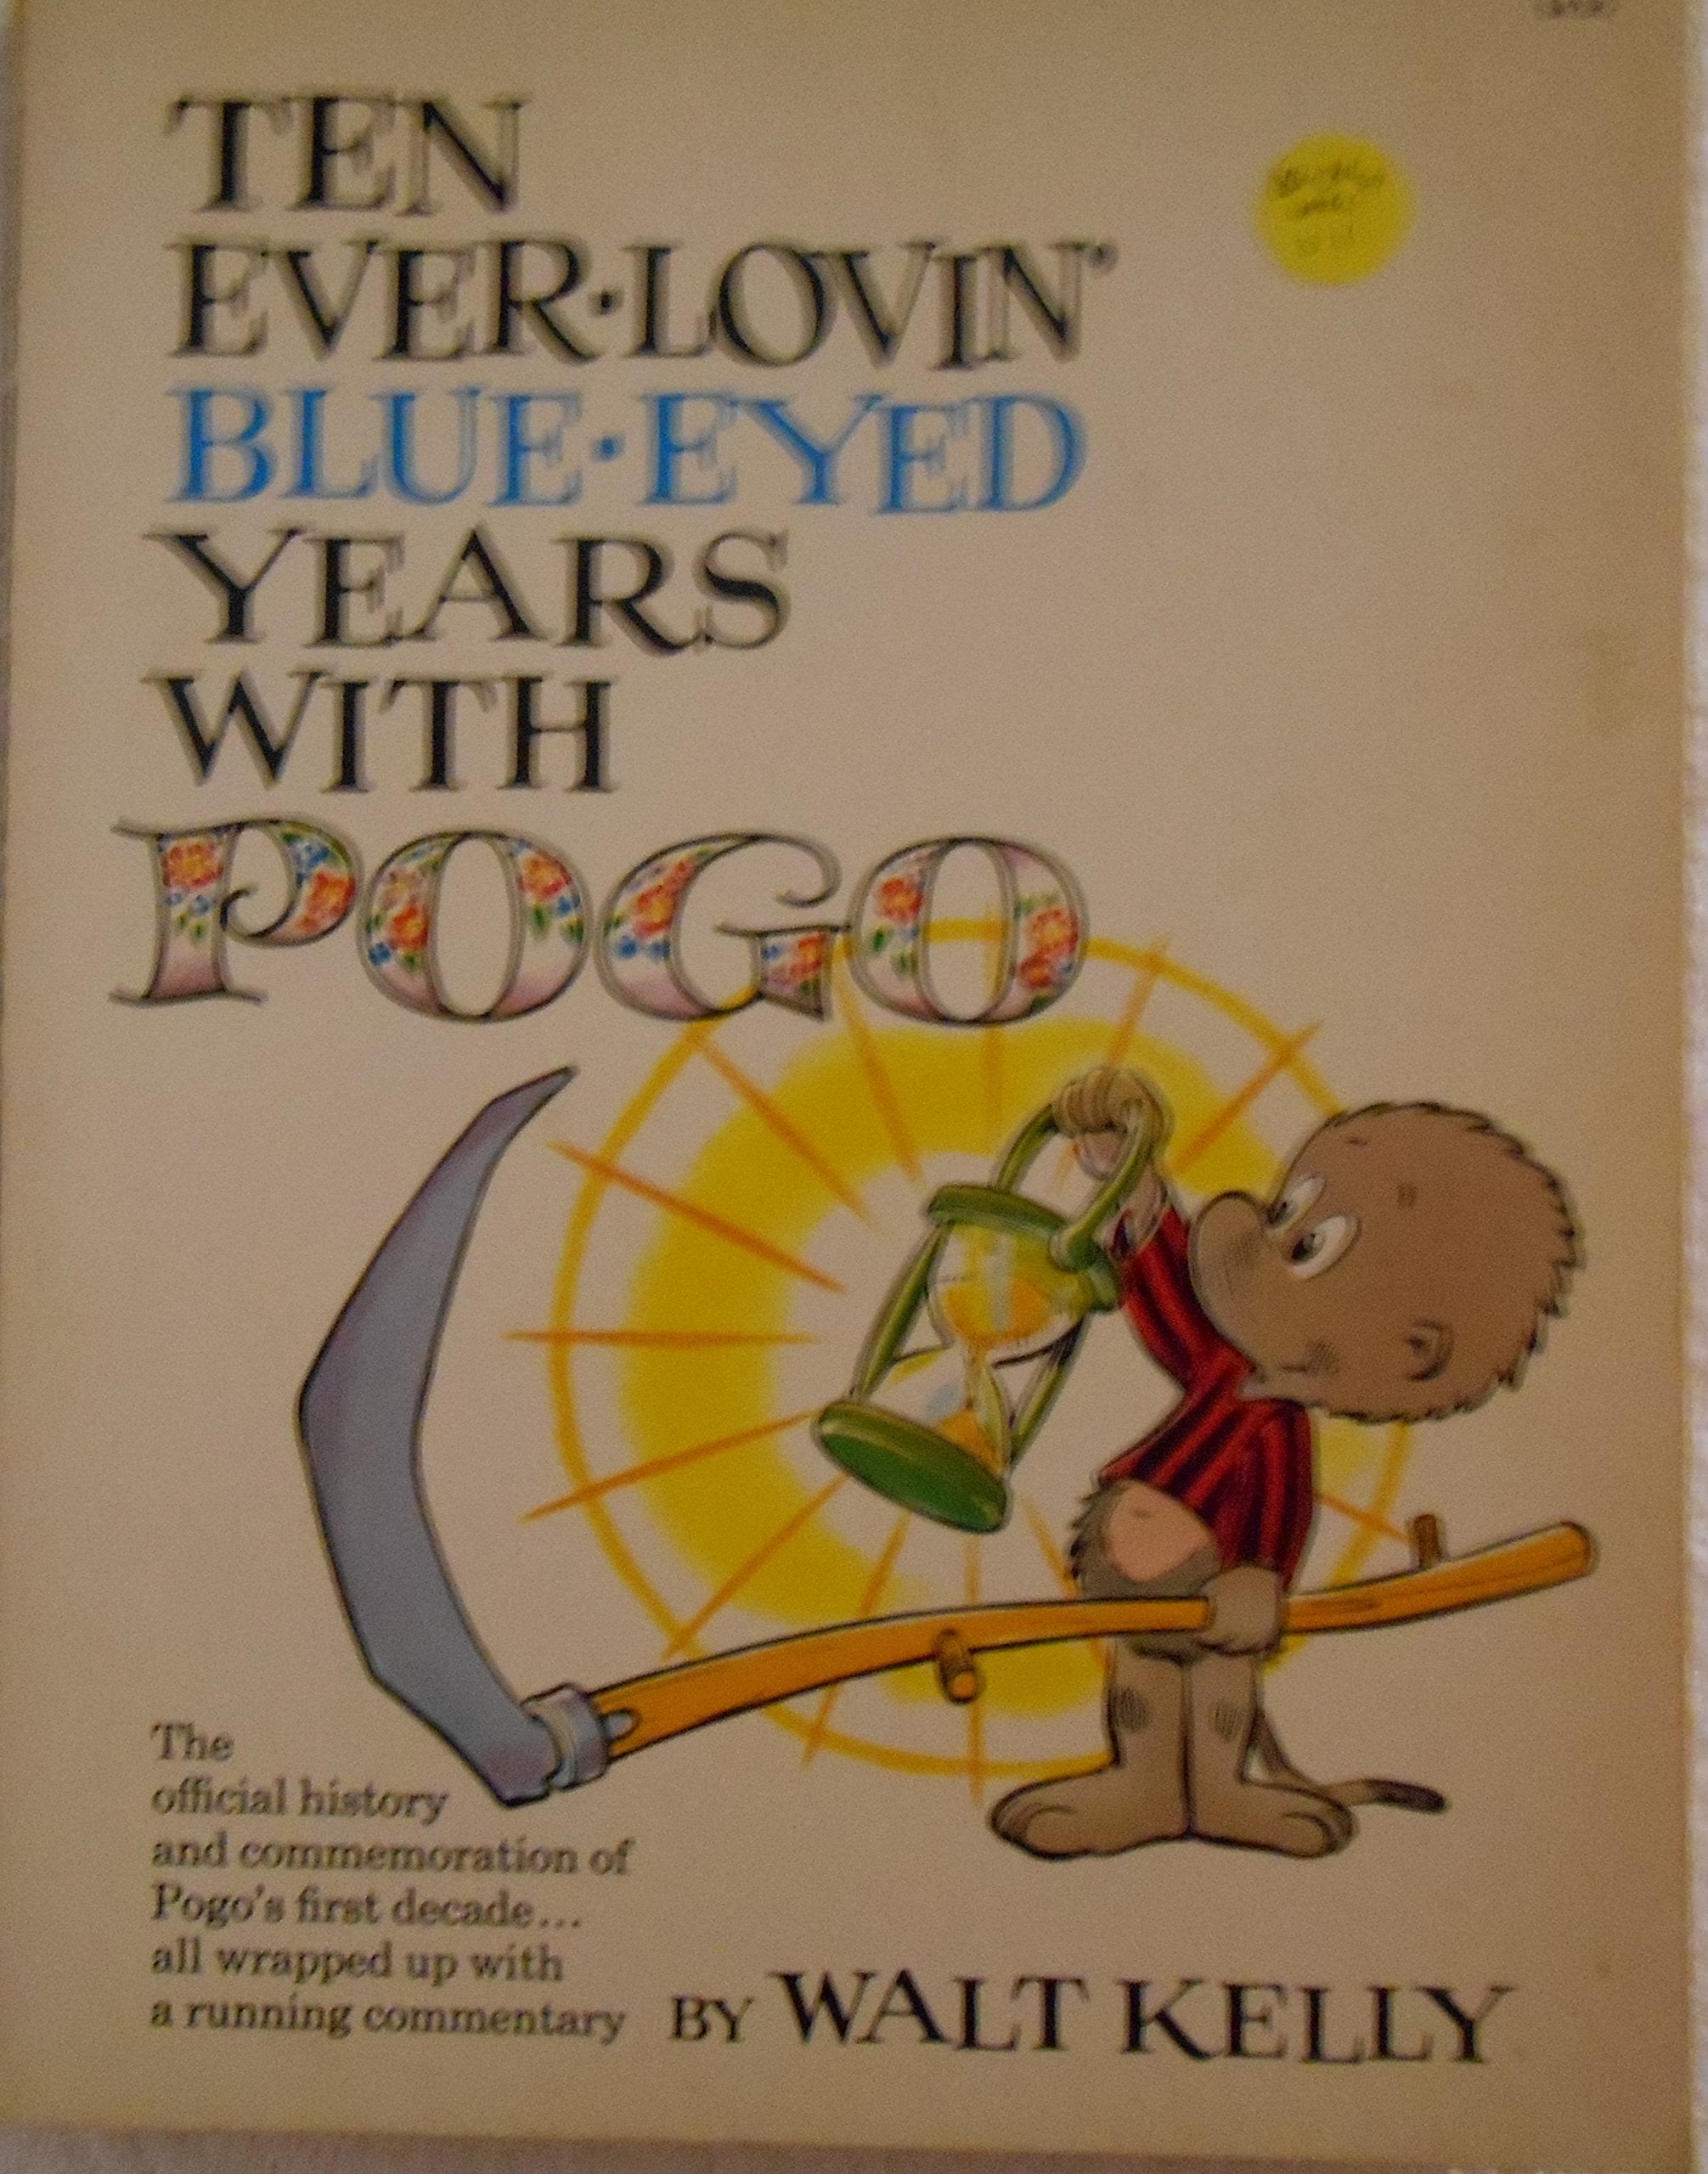 TEN
EVER·LOVIN'
BLUE·EYED
YEARS
WITH
POGO
The
official history
and commemoration of
Pogo's first decade...
all wrapped up with
a running commentary
BY WALT KELLY